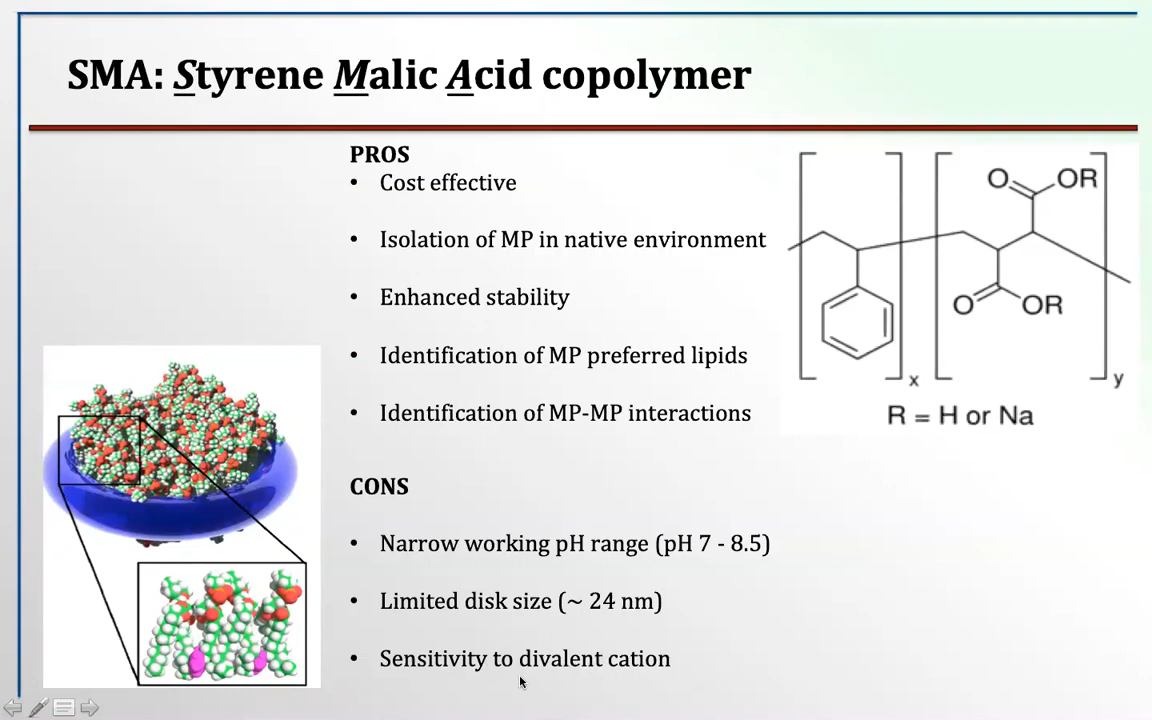 SMA: Styrene Malic Acid copolymer
PROS
• Cost effective
• Isolation of MP in native environment
• Enhanced stability
• Identification of MP preferred lipids
• Identification of MP-MP interactions
CONS
• Narrow working pH range (pH 7 - 8.5)
• Limited disk size (~ 24 nm)
• Sensitivity to divalent cation
O OR
O OR
x y
R = H or Na